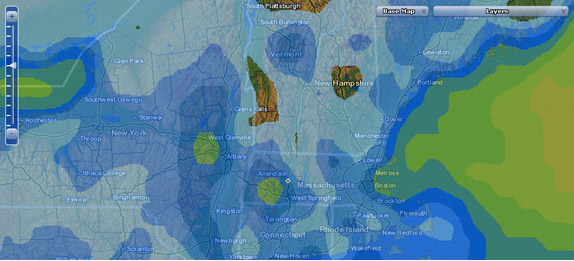 South Plattsburgh
Base Map
Layers
South Burlington
Vermont
Lewiston
Glen Park
New Hampshire
Portland
Southwest Oswego
Glens Falls
Rochester
Stanwix
Dover
Throop
New York
West Glenville
Manchester
Albany
Lowell
Ithaca College
Allendale
Melrose
Massachusetts
Boston
Elmira
Binghamton
West Springfield
Brockton
Kingston
Torrington
Pawtucket
Plymouth
Rhode Island
New Bedford
Newburgh
Connecticut
Scranton
Wakefield
Yorktown
New Haven